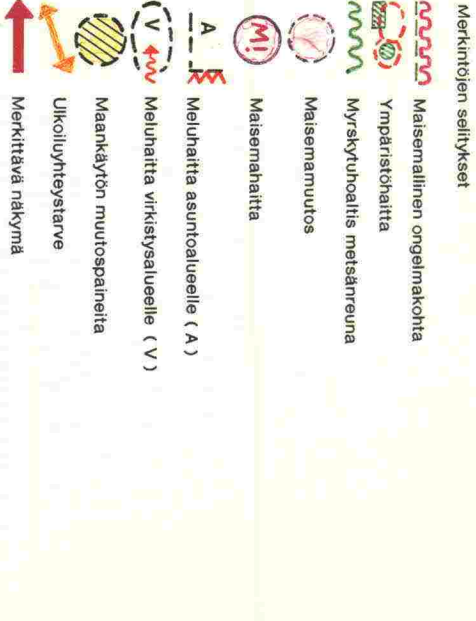 Merkintöjen selitykset
Maisemallinen ongelmakohta
Ympäristöhaitta
Myrskytuhoaltis metsänreuna
Maisemamuutos
M! Maisemahaitta
A Meluhaitta asuntoalueelle (A)
V Meluhaitta virkistysalueelle (V)
Maankäytön muutospaineita
Ulkoiluyhteystarve
Merkittävä näkymä